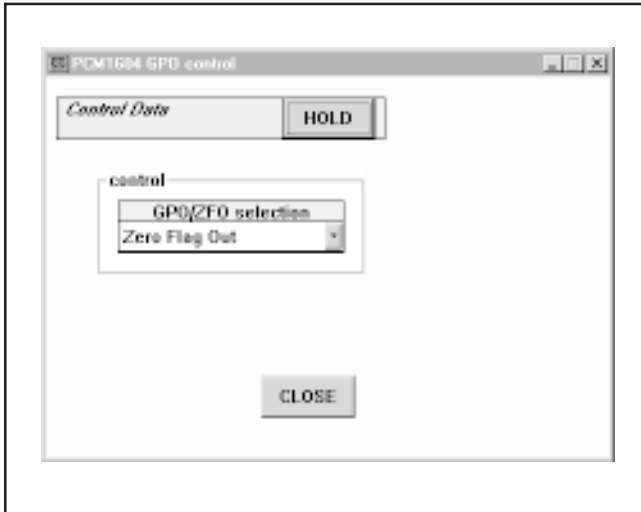 PCM1604 GPO control
Control Data
HOLD
control
GPO/ZFO selection
Zero Flag Out
CLOSE